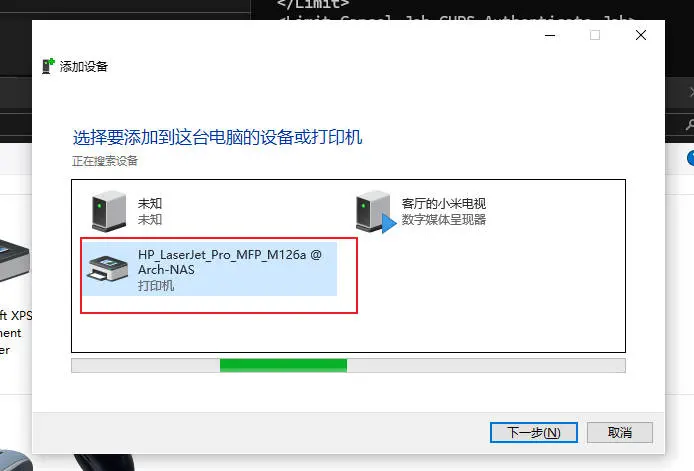 </Limit>
<Limit Cancel-Job CUPS-Authenticate-Job>
添加设备
选择要添加到这台电脑的设备或打印机
正在搜索设备
未知
未知
客厅的小米电视
数字媒体呈现器
HP_LaserJet_Pro_MFP_M126a @
Arch-NAS
打印机
ft XPS
ment
er
下一步(N)
取消